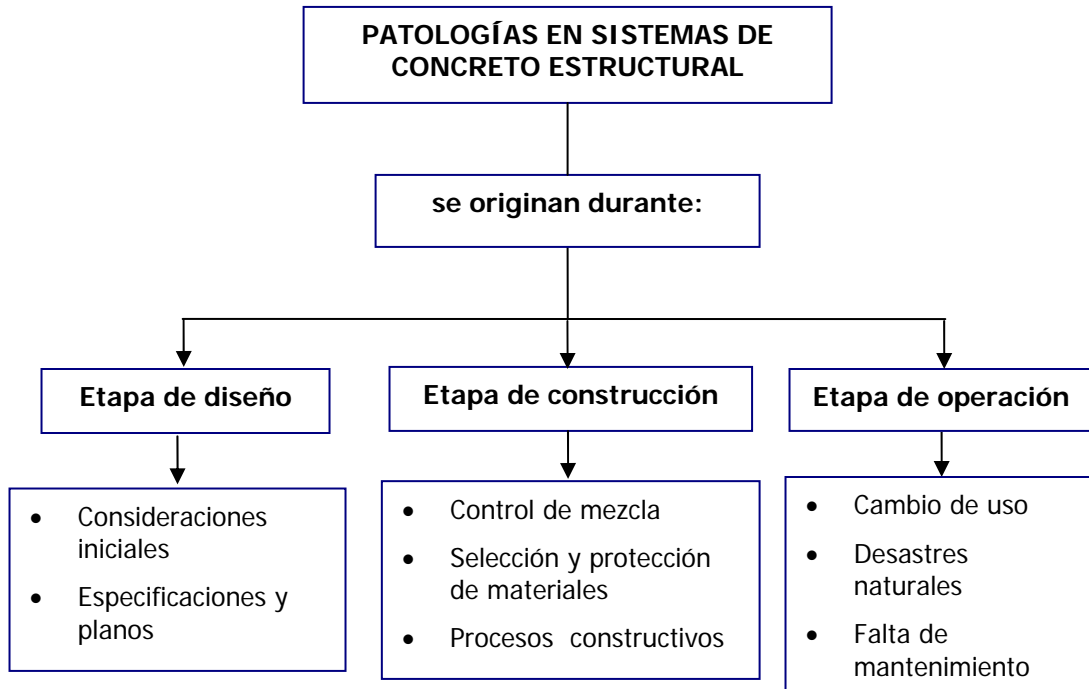 PATOLOGÍAS EN SISTEMAS DE
CONCRETO ESTRUCTURAL
se originan durante:
Etapa de diseño
Etapa de construcción
Etapa de operación
• Consideraciones
iniciales
• Especificaciones y
planos
• Control de mezcla
• Selección y protección
de materiales
• Procesos constructivos
• Cambio de uso
• Desastres
naturales
• Falta de
mantenimiento